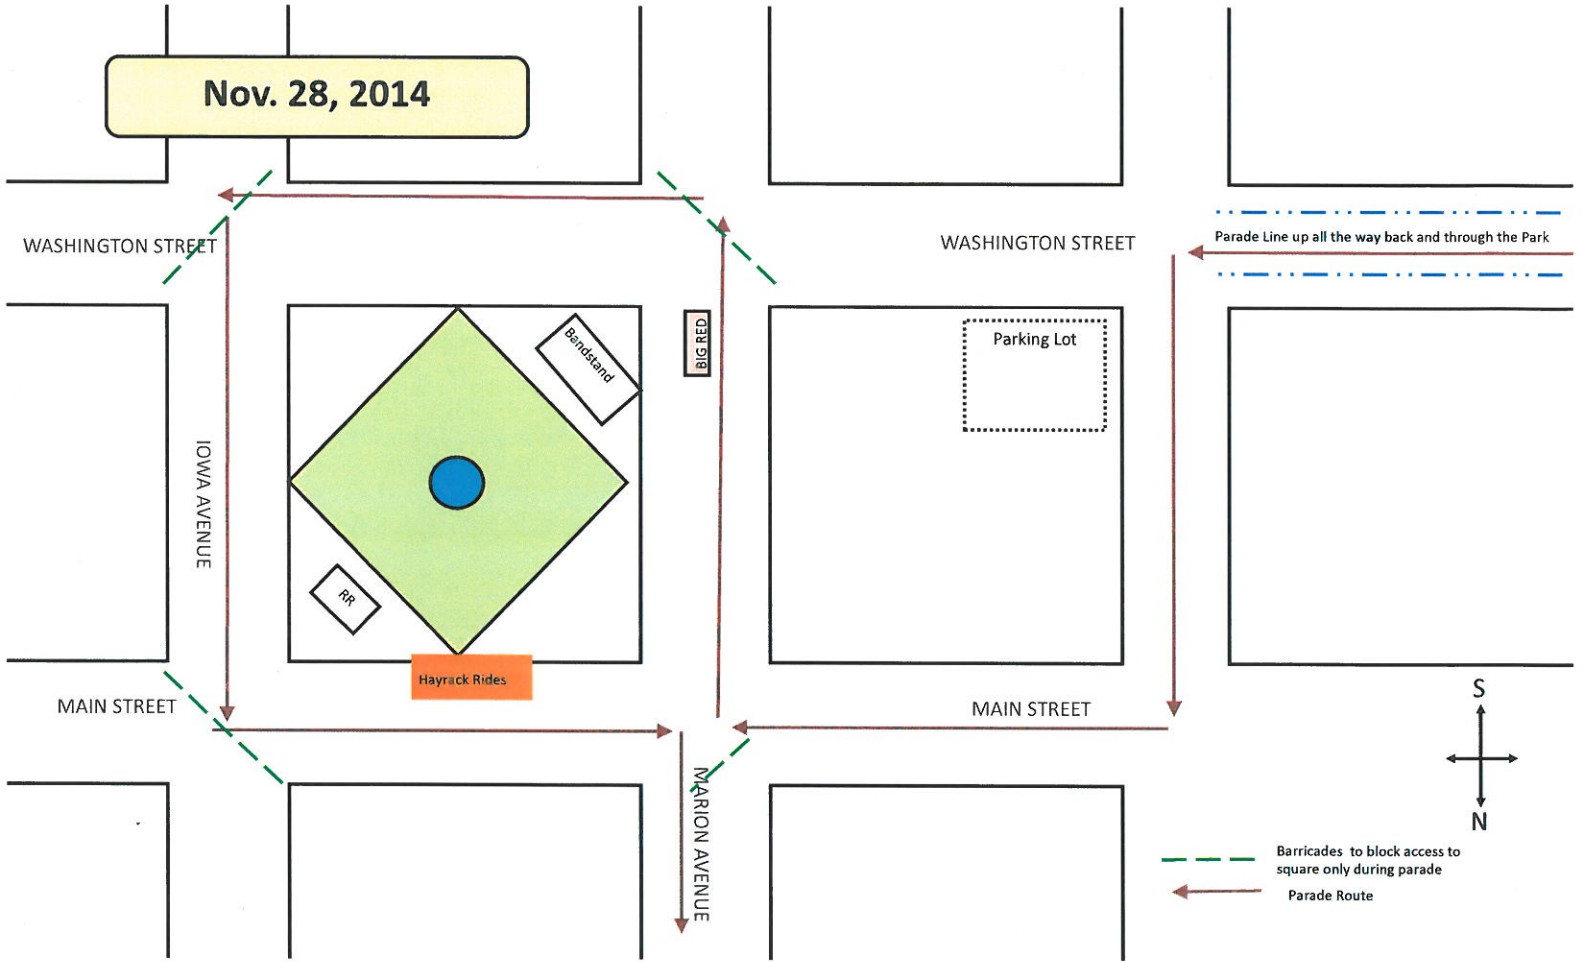 Nov. 28, 2014
WASHINGTON STREET
WASHINGTON STREET
Parade Line up all the way back and through the Park
BIG RED
Bandstand
Parking Lot
IOWA AVENUE
RR
Hayrack Rides
MAIN STREET
MAIN STREET
S
N
MARION AVENUE
Barricades to block access to
square only during parade
Parade Route